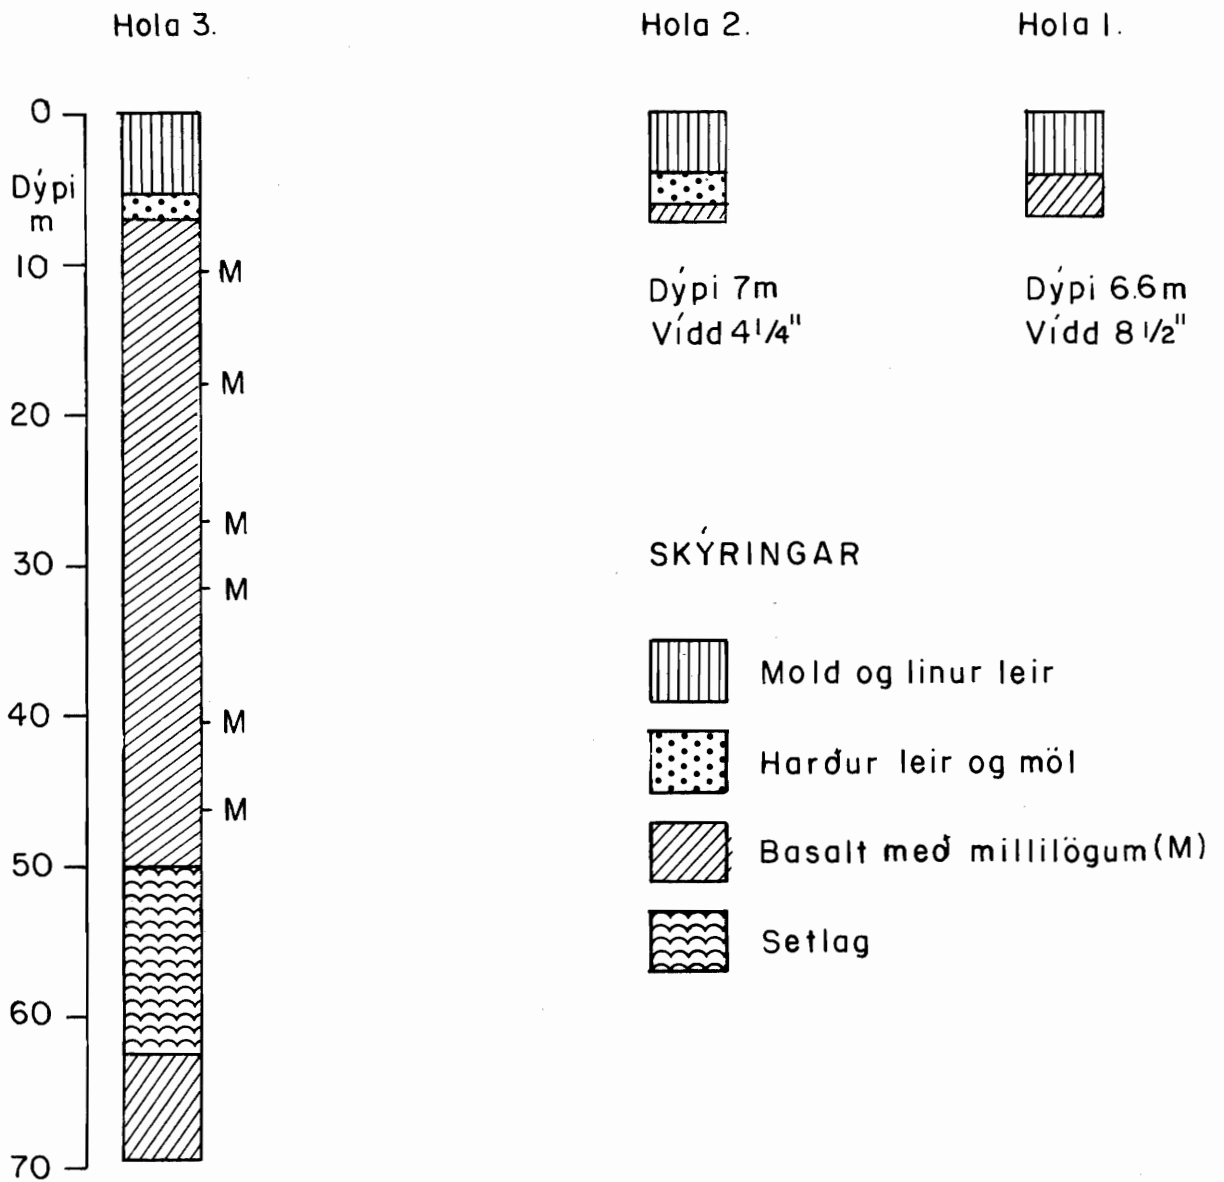 Hola 3.
Hola 2.
Hola 1.
0
Dýpi
m
10
20
30
40
50
60
70
M
M
M
M
M
M
Dýpi 7m
Vídd 4 1/4"
Dýpi 6.6m
Vídd 8 1/2"
SKÝRINGAR
Mold og linur leir
Harður leir og möl
Basalt með millilögum (M)
Setlag